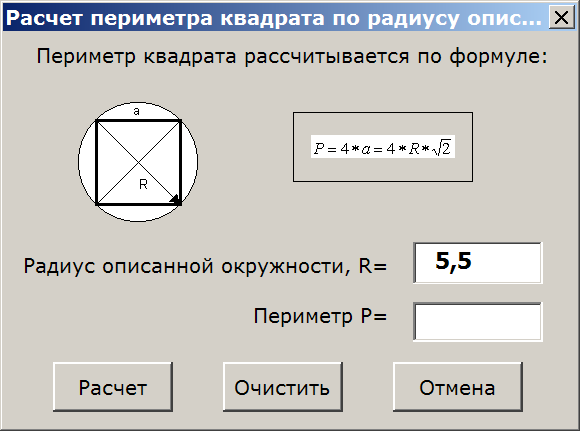 Расчет периметра квадрата по радиусу опис...
Периметр квадрата рассчитывается по формуле:
a
R
P = 4*a = 4*R*√2
Радиус описанной окружности, R=
5,5
Периметр P=
Расчет
Очистить
Отмена